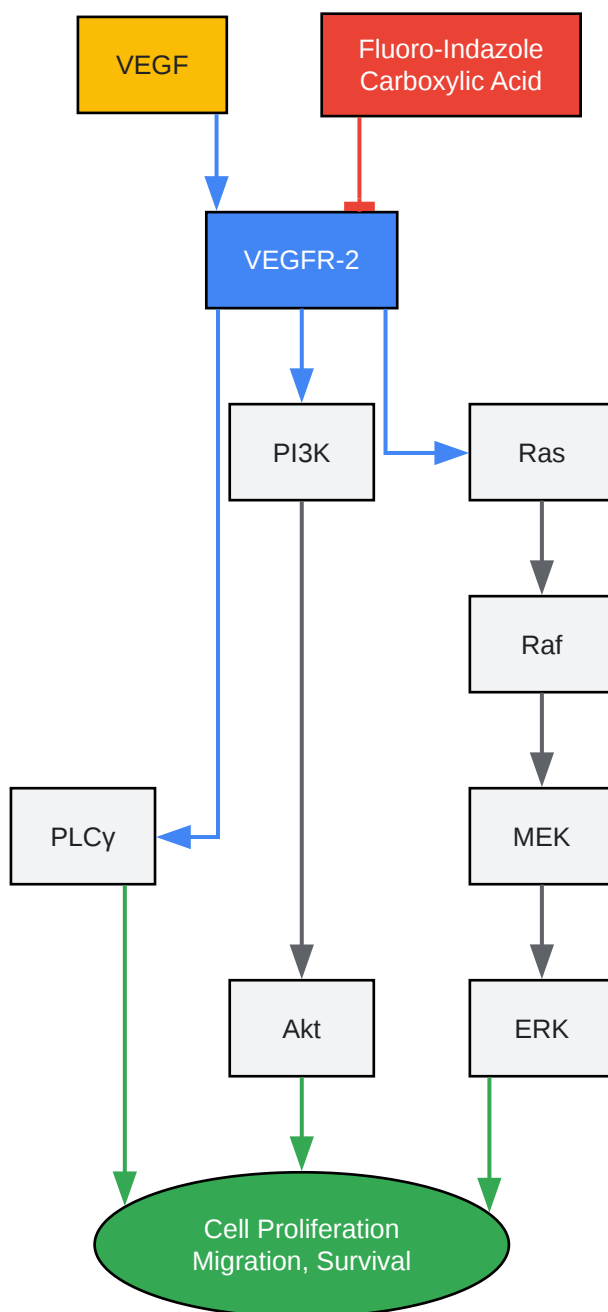 VEGF
Fluoro-Indazole
Carboxylic Acid
VEGFR-2
PI3K
Ras
Raf
PLCγ
MEK
Akt
ERK
Cell Proliferation
Migration, Survival